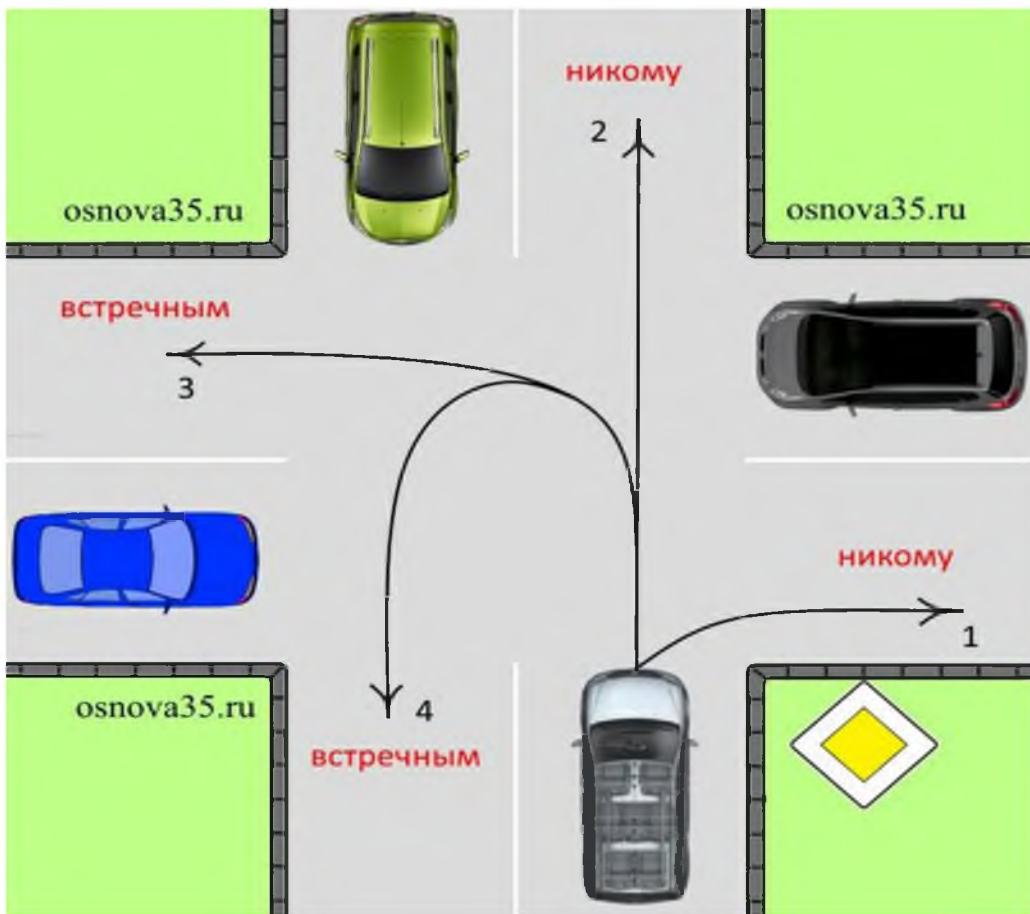 никому
2
osnova35.ru
osnova35.ru
встречным
3
никому
1
osnova35.ru
4
встречным